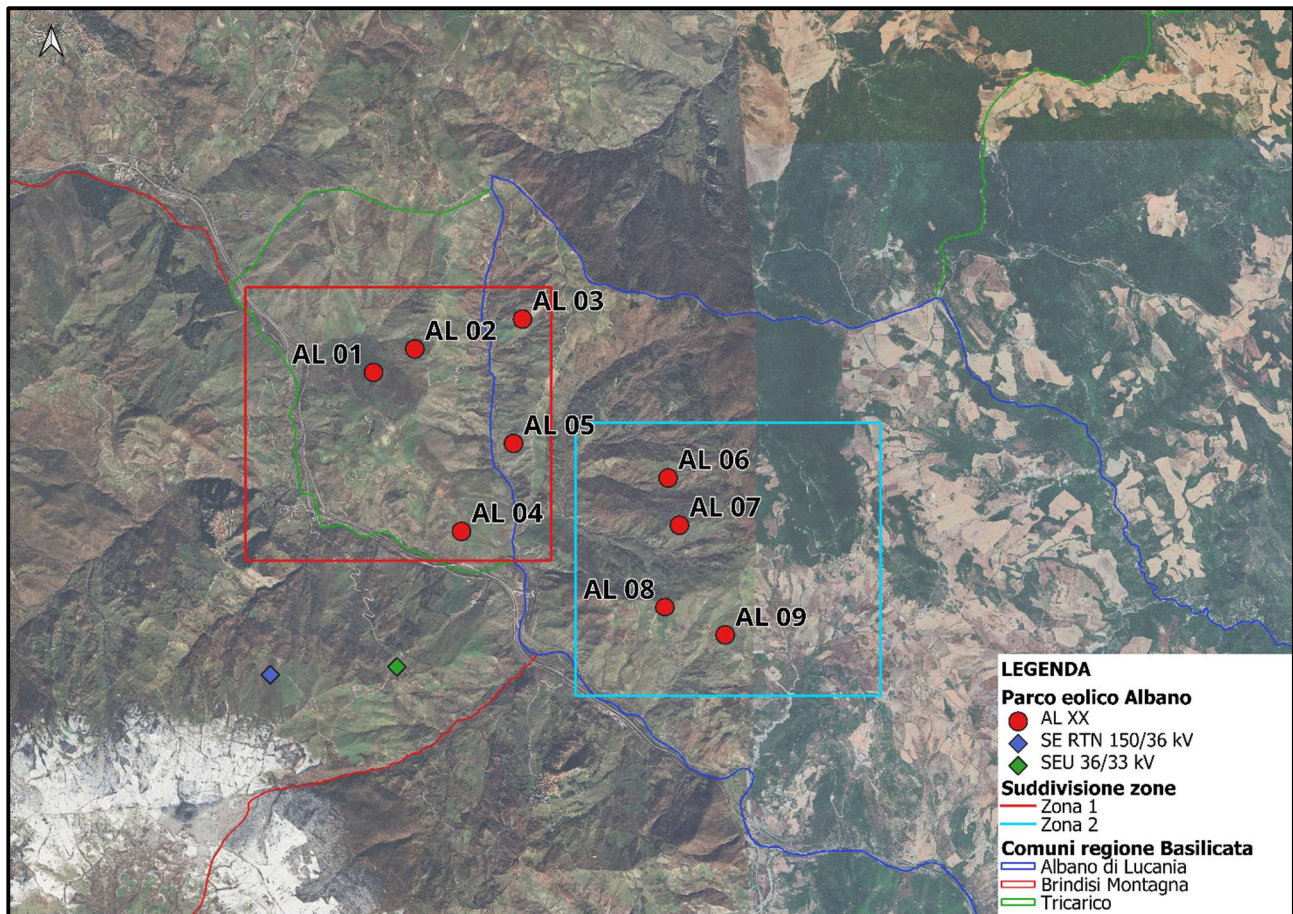 AL 03
AL 02
AL 01
AL 05
AL 06
AL 07
AL 04
AL 08
AL 09
LEGENDA
Parco eolico Albano
AL XX
SE RTN 150/36 kV
SEU 36/33 kV
Suddivisione zone
Zona 1
Zona 2
Comuni regione Basilicata
Albano di Lucania
Brindisi Montagna
Tricarico